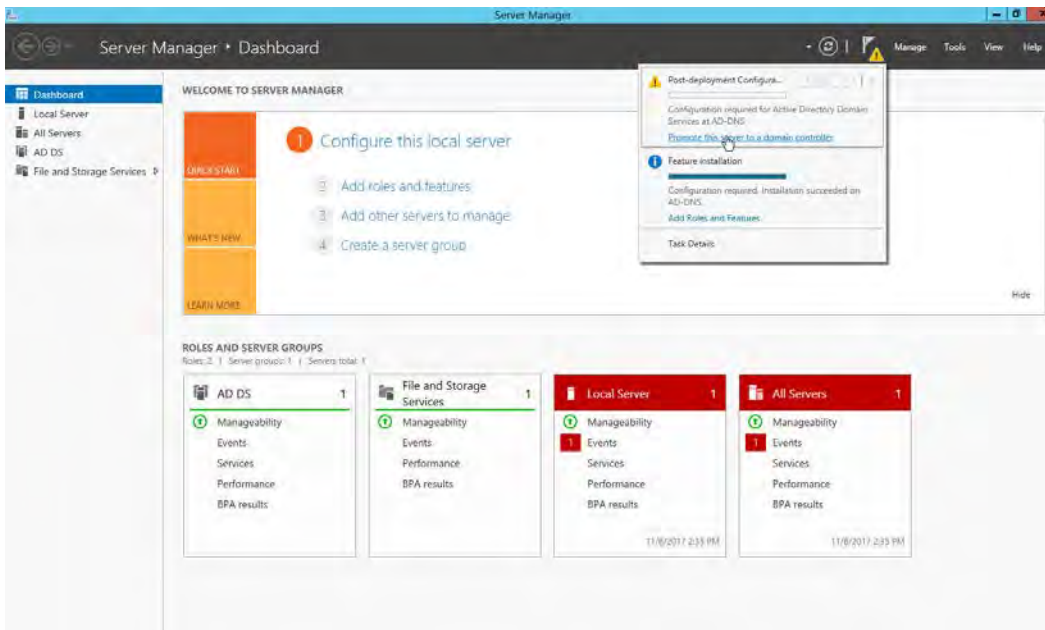 Server Manager
Server Manager • Dashboard
Manage Tools View Help
Dashboard
Local Server
All Servers
AD DS
File and Storage Services
WELCOME TO SERVER MANAGER
QUICK START
WHAT'S NEW
LEARN MORE
1 Configure this local server
2 Add roles and features
3 Add other servers to manage
4 Create a server group
Hide
Post-deployment Configura...
Configuration required for Active Directory Domain
Services at AD-DNS
Promote this server to a domain controller
Feature installation
Configuration required. Installation succeeded on
AD-DNS.
Add Roles and Features
Task Details
ROLES AND SERVER GROUPS
Roles: 2 | Server groups: 1 | Servers total: 1
AD DS 1
Manageability
Events
Services
Performance
BPA results
File and Storage
Services 1
Manageability
Events
Performance
BPA results
Local Server 1
Manageability
1 Events
Services
Performance
BPA results
11/8/2017 2:35 PM
All Servers 1
Manageability
1 Events
Services
Performance
BPA results
11/8/2017 2:35 PM